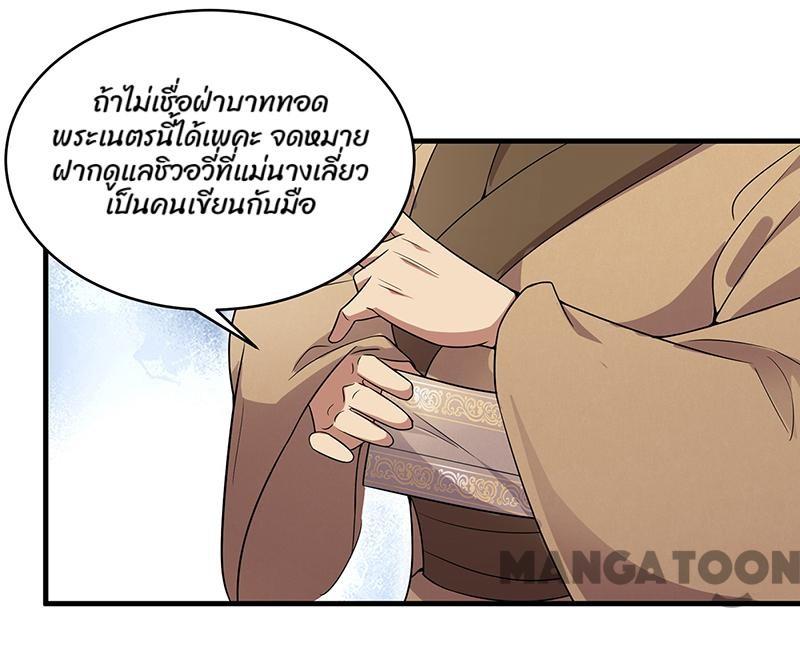 ถ้าไม่เชื่อฝ่าบาททอด
พระเนตรนี้ได้เพคะ จดหมาย
ฝากดูแลชิวอวี่ที่แม่นางเลี่ยว
เป็นคนเขียนกับมือ
MANGATOON